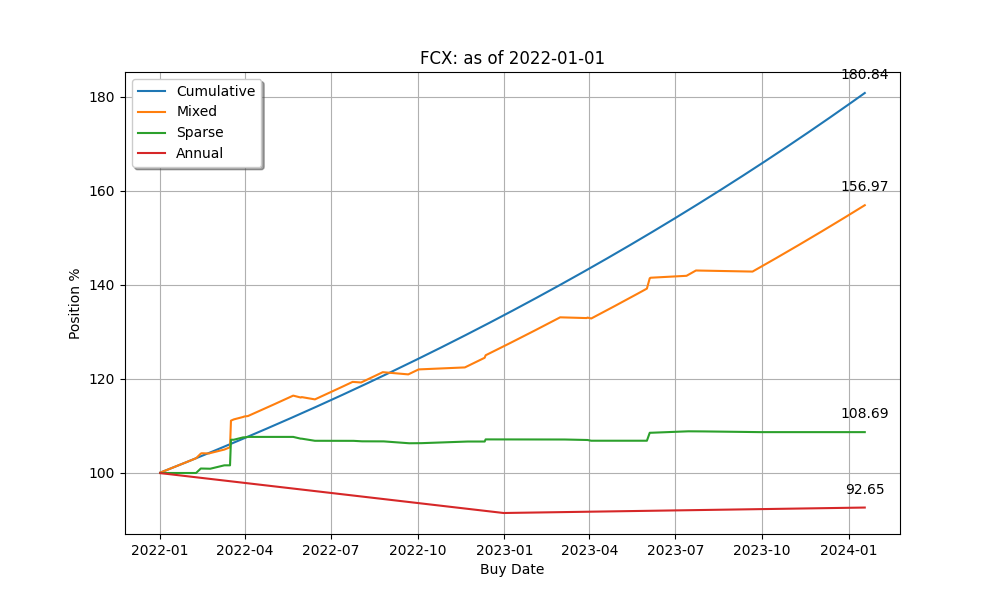 FCX: as of 2022-01-01
Cumulative
Mixed
Sparse
Annual
180.84
156.97
108.69
92.65
180
160
140
120
100
Position %
2022-01 2022-04 2022-07 2022-10 2023-01 2023-04 2023-07 2023-10 2024-01
Buy Date